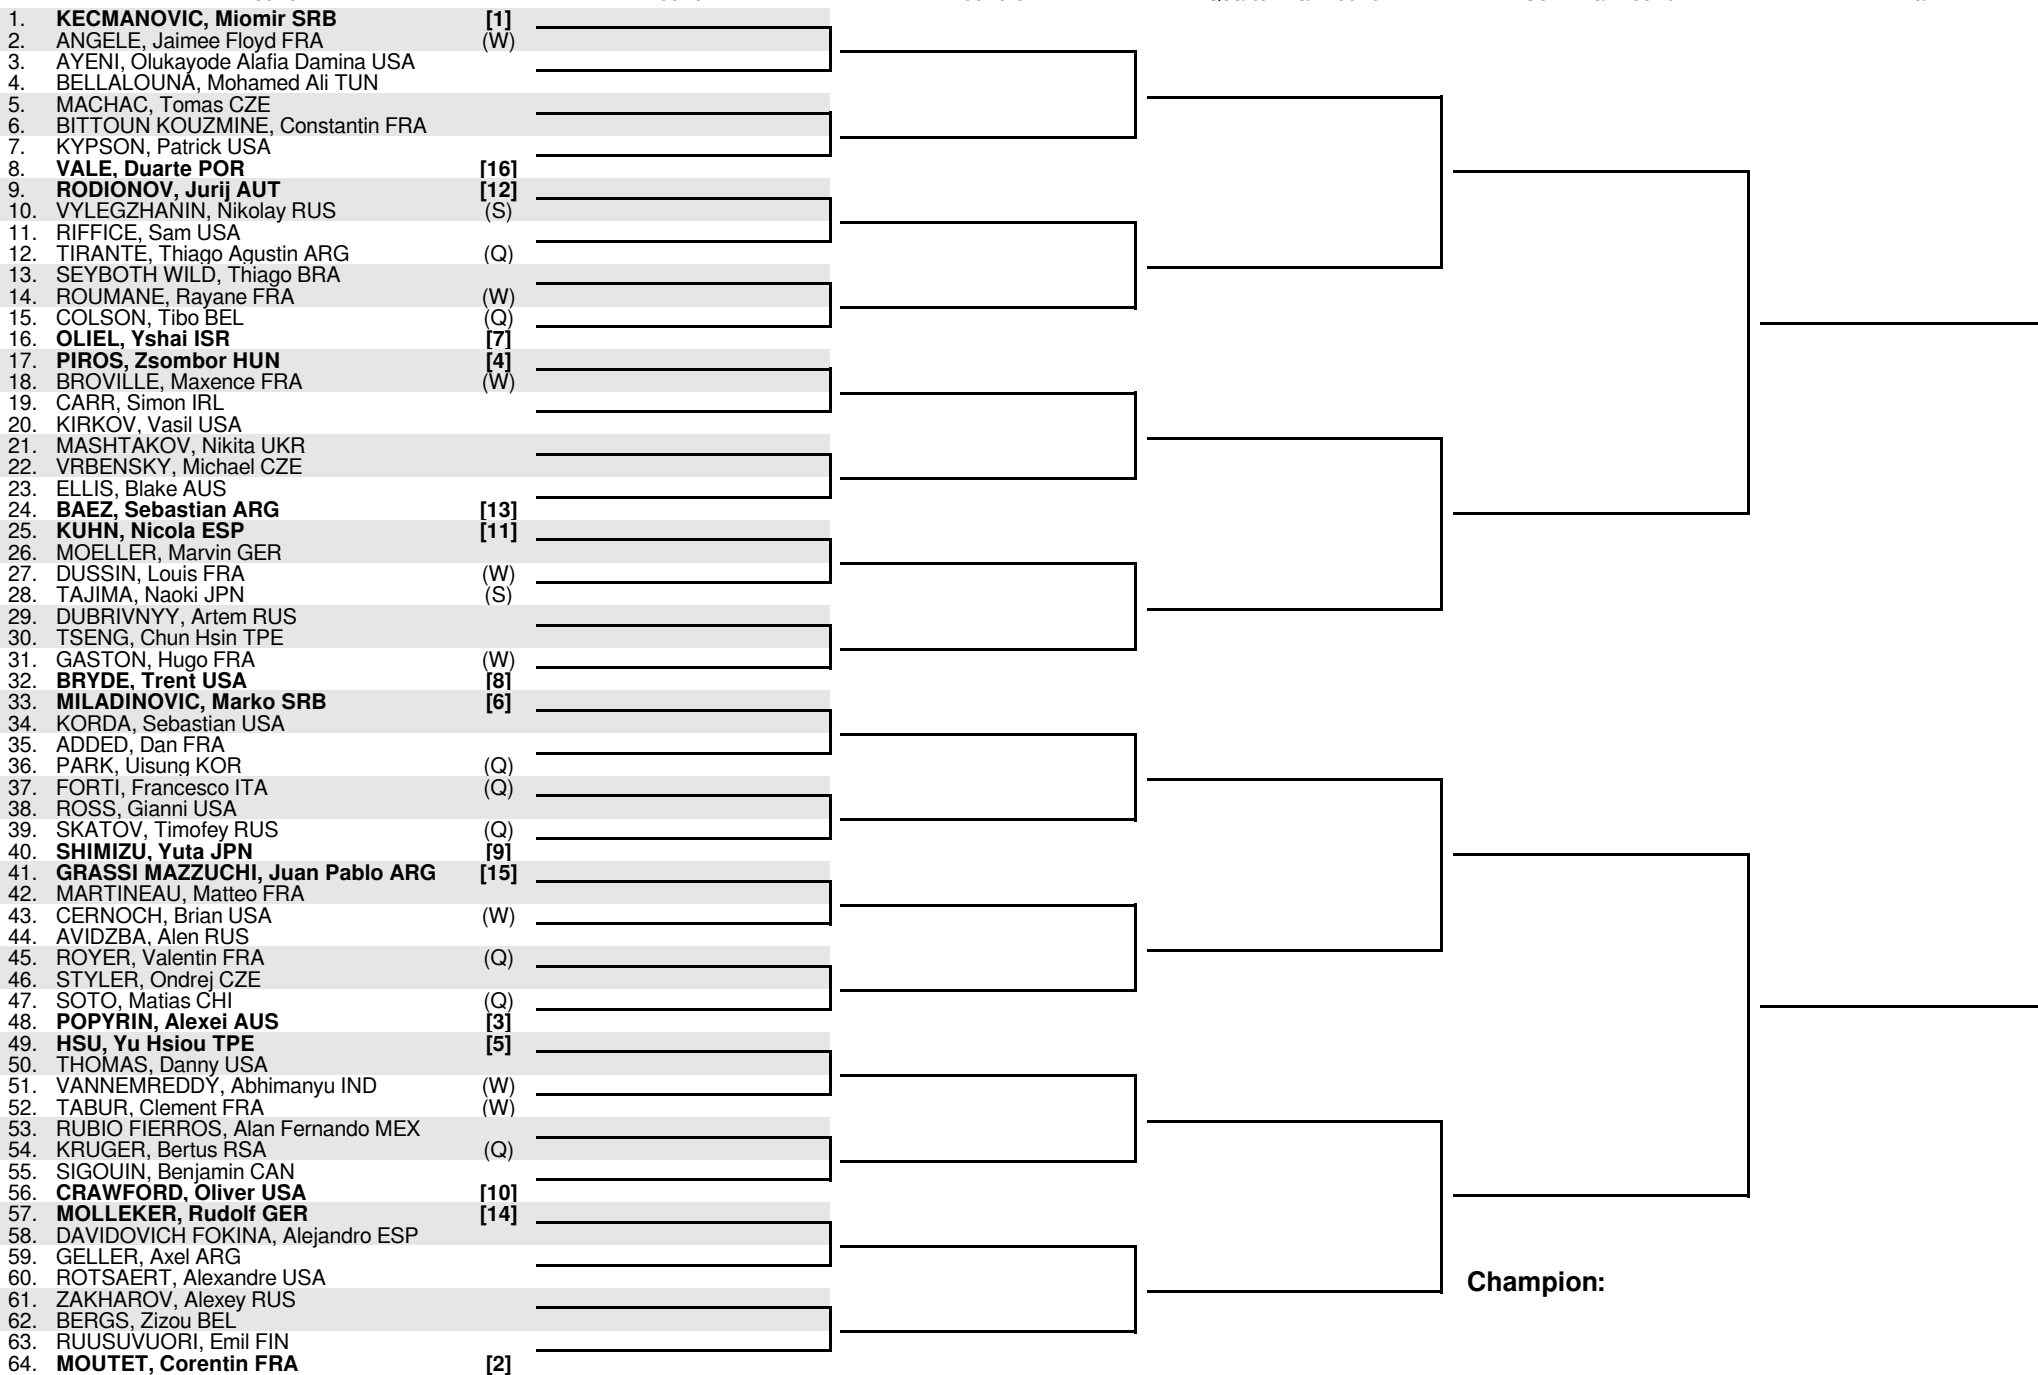 1. KECMANOVIC, Miomir SRB [1]
2. ANGELE, Jaimee Floyd FRA (W)
3. AYENI, Olukayode Alafia Damina USA
4. BELLALOUNA, Mohamed Ali TUN
5. MACHAC, Tomas CZE
6. BITTOUN KOUZMINE, Constantin FRA
7. KYPSON, Patrick USA
8. VALE, Duarte POR [16]
9. RODIONOV, Jurij AUT [12]
10. VYLEGZHANIN, Nikolay RUS (S)
11. RIFFICE, Sam USA
12. TIRANTE, Thiago Agustin ARG (Q)
13. SEYBOTH WILD, Thiago BRA
14. ROUMANE, Rayane FRA (W)
15. COLSON, Tibo BEL (Q)
16. OLIEL, Yshai ISR [7]
17. PIROS, Zsombor HUN [4]
18. BROVILLE, Maxence FRA (W)
19. CARR, Simon IRL
20. KIRKOV, Vasil USA
21. MASHTAKOV, Nikita UKR
22. VRBENSKY, Michael CZE
23. ELLIS, Blake AUS
24. BAEZ, Sebastian ARG [13]
25. KUHN, Nicola ESP [11]
26. MOELLER, Marvin GER
27. DUSSIN, Louis FRA (W)
28. TAJIMA, Naoki JPN (S)
29. DUBRIVNYY, Artem RUS
30. TSENG, Chun Hsin TPE
31. GASTON, Hugo FRA (W)
32. BRYDE, Trent USA [8]
33. MILADINOVIC, Marko SRB [6]
34. KORDA, Sebastian USA
35. ADDED, Dan FRA
36. PARK, Uisung KOR (Q)
37. FORTI, Francesco ITA (Q)
38. ROSS, Gianni USA
39. SKATOV, Timofey RUS (Q)
40. SHIMIZU, Yuta JPN [9]
41. GRASSI MAZZUCHI, Juan Pablo ARG [15]
42. MARTINEAU, Matteo FRA
43. CERNOCH, Brian USA (W)
44. AVIDZBA, Alen RUS
45. ROYER, Valentin FRA (Q)
46. STYLER, Ondrej CZE
47. SOTO, Matias CHI (Q)
48. POPYRIN, Alexei AUS [3]
49. HSU, Yu Hsiou TPE [5]
50. THOMAS, Danny USA
51. VANNEMREDDY, Abhimanyu IND (W)
52. TABUR, Clement FRA (W)
53. RUBIO FIERROS, Alan Fernando MEX
54. KRUGER, Bertus RSA (Q)
55. SIGOUIN, Benjamin CAN
56. CRAWFORD, Oliver USA [10]
57. MOLLEKER, Rudolf GER [14]
58. DAVIDOVICH FOKINA, Alejandro ESP
59. GELLER, Axel ARG
60. ROTSAERT, Alexandre USA
Champion:
61. ZAKHAROV, Alexey RUS
62. BERGS, Zizou BEL
63. RUUSUVUORI, Emil FIN
64. MOUTET, Corentin FRA [2]